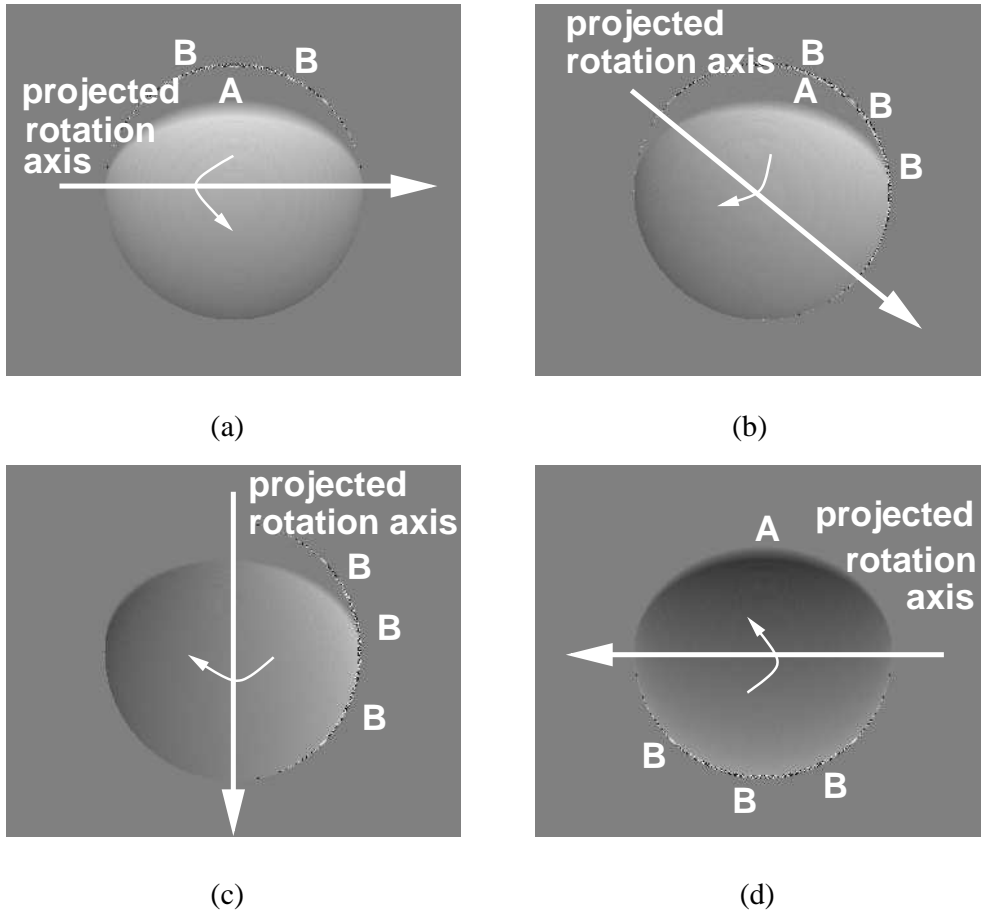 B
B
A
projected
rotation
axis
(a)
projected
rotation axis
B
A
B
B
(b)
projected
rotation axis
B
B
B
(c)
A
projected
rotation
axis
B
B
B
(d)